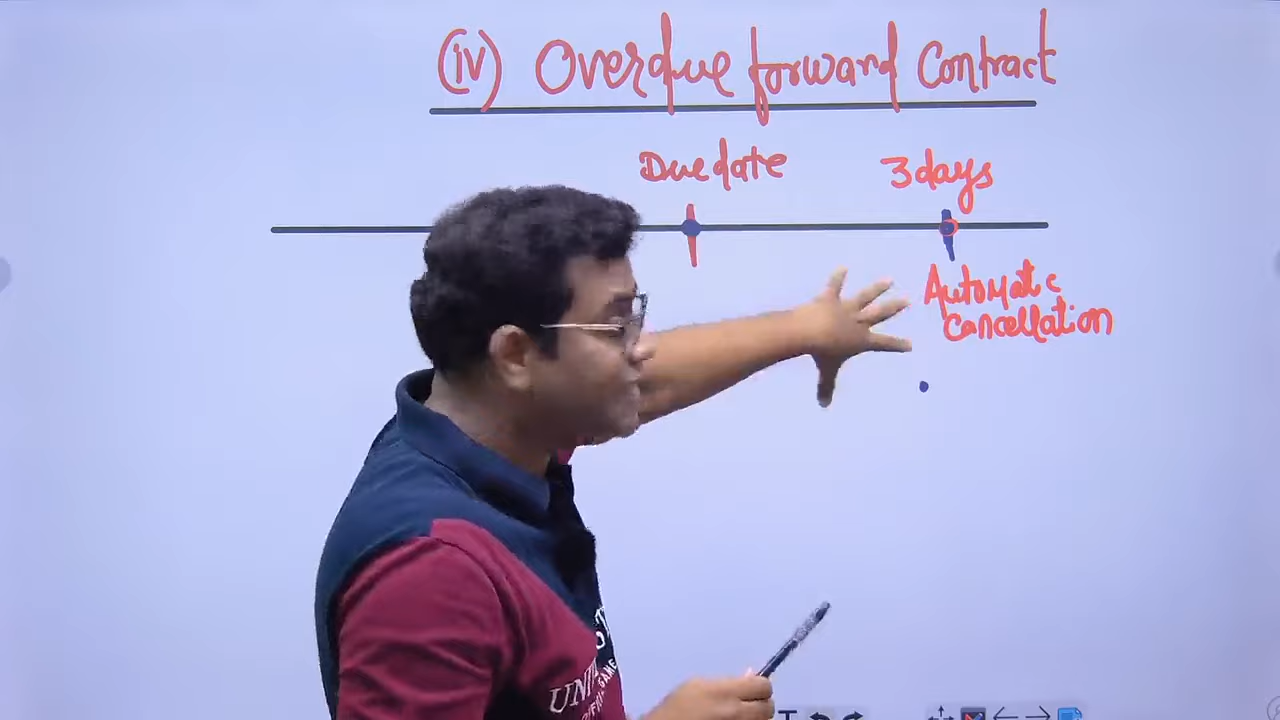 (iv) Overdue forward Contract
Due date
3 days
Automatic
Cancellation